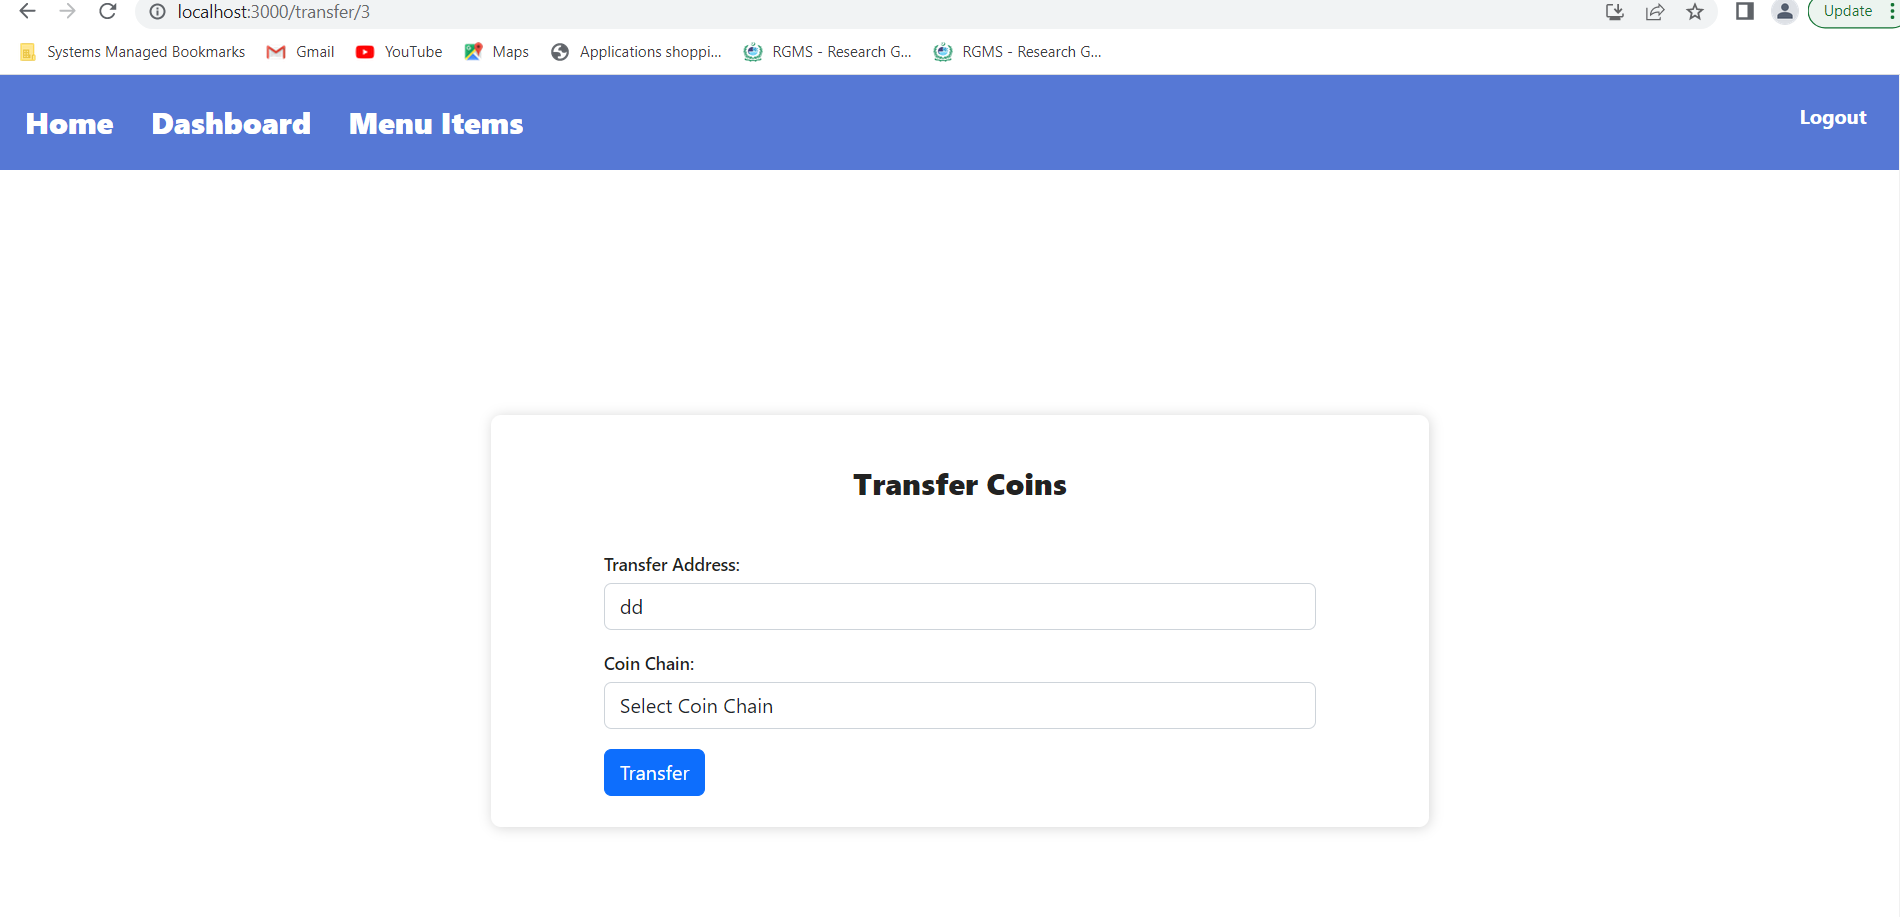 localhost:3000/transfer/3
Update
Systems Managed Bookmarks Gmail YouTube Maps Applications shoppi... RGMS - Research G... RGMS - Research G...
Home Dashboard Menu Items Logout
Transfer Coins
Transfer Address:
dd
Coin Chain:
Select Coin Chain
Transfer